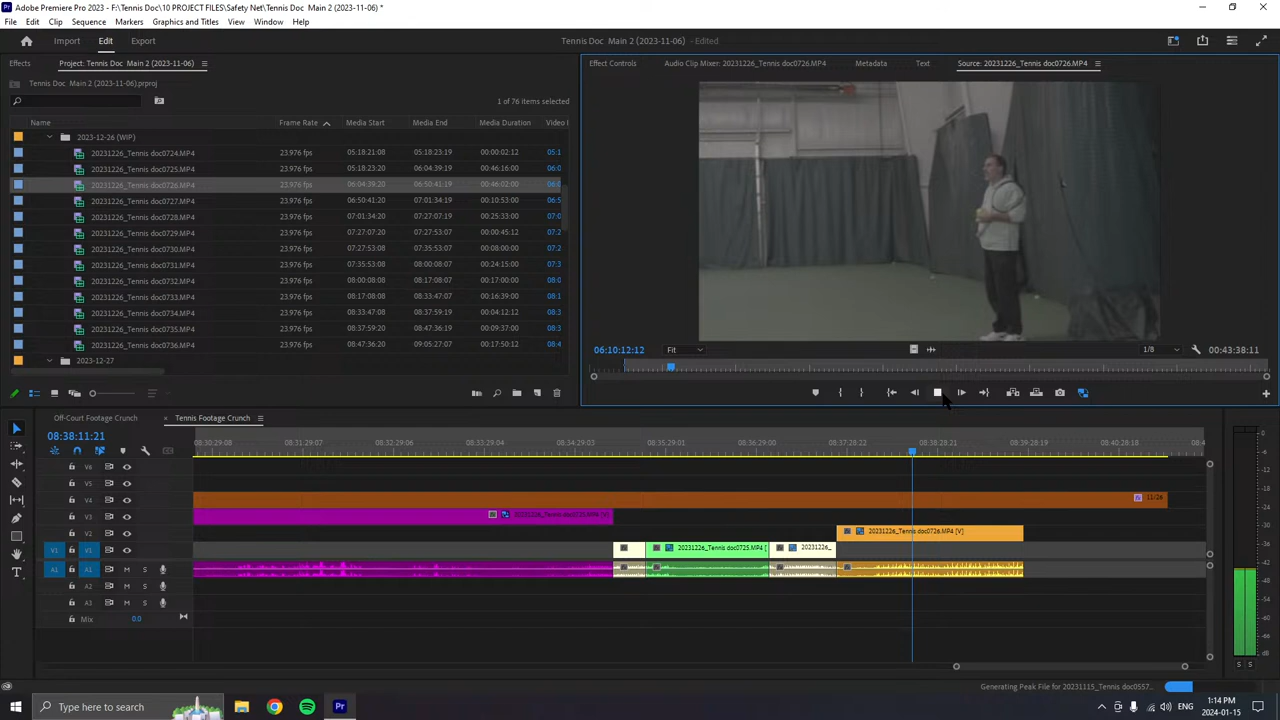 Adobe Premiere Pro 2023 - F:\Tennis Doc\10 PROJECT FILES\Safety Net\Tennis Doc  Main 2 (2023-11-06) *
File Edit Clip Sequence Markers Graphics and Titles View Window Help
Import Edit Export Tennis Doc  Main 2 (2023-11-06) - Edited
Effects Project: Tennis Doc  Main 2 (2023-11-06) Effect Controls Audio Clip Mixer: 20231226_Tennis doc0726.MP4 Metadata Text Source: 20231226_Tennis doc0726.MP4
Tennis Doc  Main 2 (2023-11-06).prproj
1 of 76 items selected
Name Frame Rate Media Start Media End Media Duration Video I
2023-12-26 (WIP)
20231226_Tennis doc0724.MP4 23.976 fps 05:18:21:08 05:18:23:19 00:00:02:12 05:1
20231226_Tennis doc0725.MP4 23.976 fps 05:18:23:20 06:04:39:19 00:46:16:00 05:1
20231226_Tennis doc0726.MP4 23.976 fps 06:04:39:20 06:50:41:19 00:46:02:00 06:0
20231226_Tennis doc0727.MP4 23.976 fps 06:50:41:20 07:01:34:19 00:10:53:00 06:5
20231226_Tennis doc0728.MP4 23.976 fps 07:01:34:20 07:27:07:19 00:25:33:00 07:0
20231226_Tennis doc0729.MP4 23.976 fps 07:27:07:20 07:27:53:07 00:00:45:12 07:2
20231226_Tennis doc0730.MP4 23.976 fps 07:27:53:08 07:35:53:07 00:08:00:00 07:2
20231226_Tennis doc0731.MP4 23.976 fps 07:35:53:08 08:00:08:07 00:24:15:00 07:3
20231226_Tennis doc0732.MP4 23.976 fps 08:00:08:08 08:17:08:07 00:17:00:00 08:0
20231226_Tennis doc0733.MP4 23.976 fps 08:17:08:08 08:33:47:07 00:16:39:00 08:1
20231226_Tennis doc0734.MP4 23.976 fps 08:33:47:08 08:37:59:19 00:04:12:12 08:3
20231226_Tennis doc0735.MP4 23.976 fps 08:37:59:20 08:47:36:19 00:09:37:00 08:3
20231226_Tennis doc0736.MP4 23.976 fps 08:47:36:20 09:05:27:07 00:17:50:12 08:4
2023-12-27
06:10:12:12 Fit 1/8 00:43:38:11
Off-Court Footage Crunch × Tennis Footage Crunch
08:38:11:21
08:30:29:08 08:31:29:07 08:32:29:06 08:33:29:04 08:34:29:03 08:35:29:01 08:36:29:00 08:37:28:22 08:38:28:21 08:39:28:19 08:40:28:18 08:4
V6
V5
V4 11/26
V3 20231226_Tennis doc0735.MP4 [V]
V2 20231226_Tennis doc0726.MP4 [V]
V1 V1 20231226_Tennis doc0725.MP4 [ 20231226_
A1 A1 M S
A2 M S
A3 M S
Mix 0.0
0
-6
-12
-18
-24
-30
-36
-42
-48
-54
dB
S S
Generating Peak File for 20231115_Tennis doc0557...
Type here to search Pr ENG 1:14 PM
2024-01-15